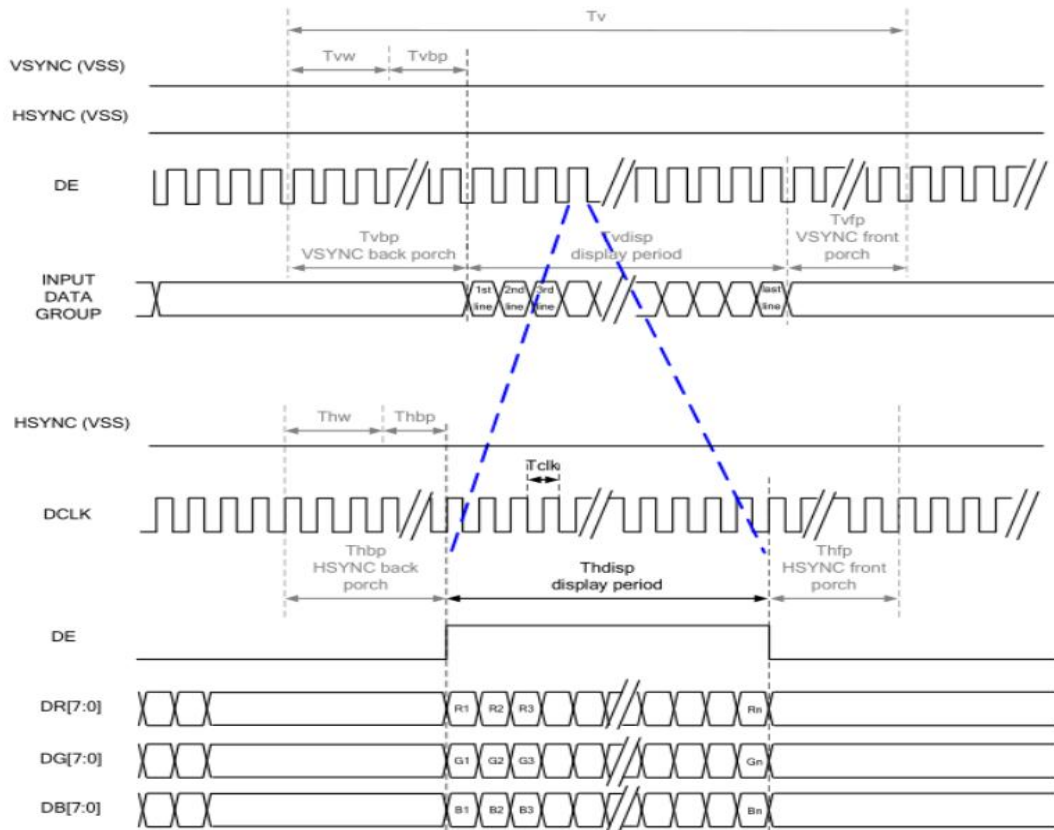 Tv
Tvw
Tvbp
VSYNC (VSS)
HSYNC (VSS)
DE
Tvbp
VSYNC back porch
Tvdisp
display period
Tvfp
VSYNC front
porch
INPUT
DATA
GROUP
1st
line
2nd
line
3rd
line
last
line
HSYNC (VSS)
Thw
Thbp
Tclk
DCLK
Thbp
HSYNC back
porch
Thdisp
display period
Thfp
HSYNC front
porch
DE
DR[7:0]
R1
R2
R3
Rn
DG[7:0]
G1
G2
G3
Gn
DB[7:0]
B1
B2
B3
Bn